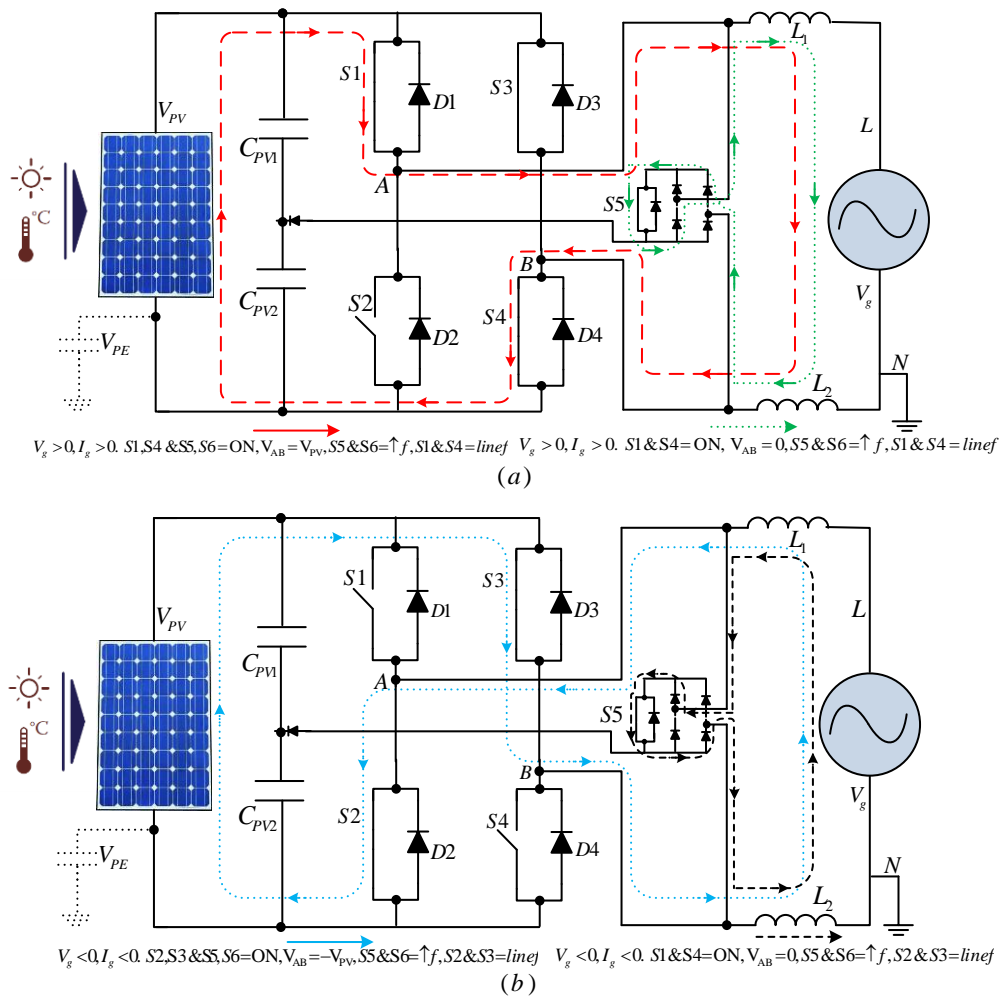 L₁
S1
S3
V_PV
D1
D3
C_PV1
L
°C
A
S5
C_PV2
S2
B
V_g
S4
V_PE
D2
D4
L₂
N
V_g >0, I_g >0. S1,S4 &S5,S6=ON, V_AB=V_PV, S5&S6=↑f, S1&S4=linef
V_g >0, I_g >0. S1&S4=ON, V_AB =0, S5&S6=↑f, S1&S4=linef
(a)
L₁
S1
S3
D1
D3
V_PV
L
C_PV1
A
°C
S5
B
V_g
C_PV2
S2
S4
V_PE
D2
D4
N
L₂
V_g <0, I_g <0. S2,S3 &S5,S6=ON, V_AB=−V_PV, S5&S6=↑f, S2&S3=linef
V_g <0, I_g <0. S1&S4=ON, V_AB=0, S5&S6=↑f, S2&S3=linef
(b)